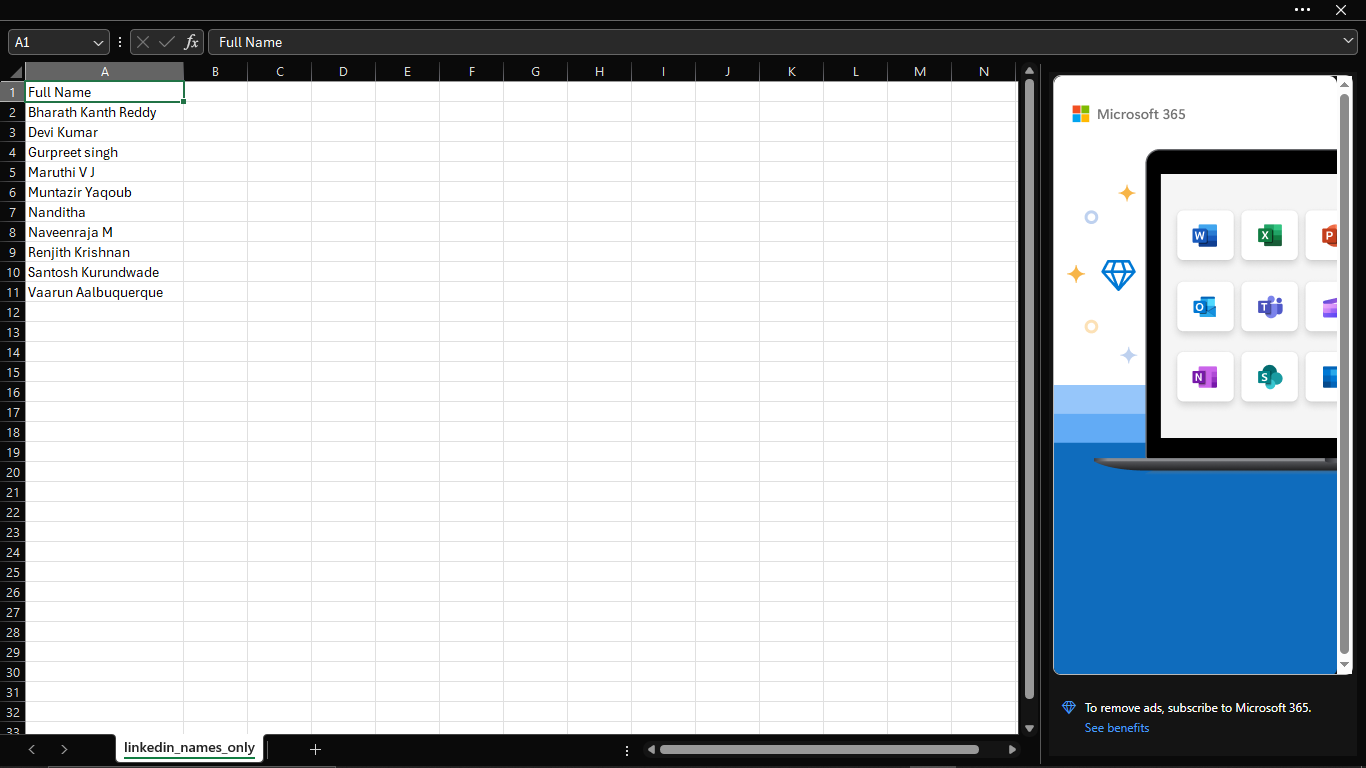 A1
fx
Full Name
A B C D E F G H I J K L M N
1 Full Name
2 Bharath Kanth Reddy
3 Devi Kumar
4 Gurpreet singh
5 Maruthi V J
6 Muntazir Yaqoub
7 Nanditha
8 Naveenraja M
9 Renjith Krishnan
10 Santosh Kurundwade
11 Vaarun Aalbuquerque
12
13
14
15
16
17
18
19
20
21
22
23
24
25
26
27
28
29
30
31
32
33
linkedin_names_only
Microsoft 365
W X P
O T
N S
To remove ads, subscribe to Microsoft 365.
See benefits